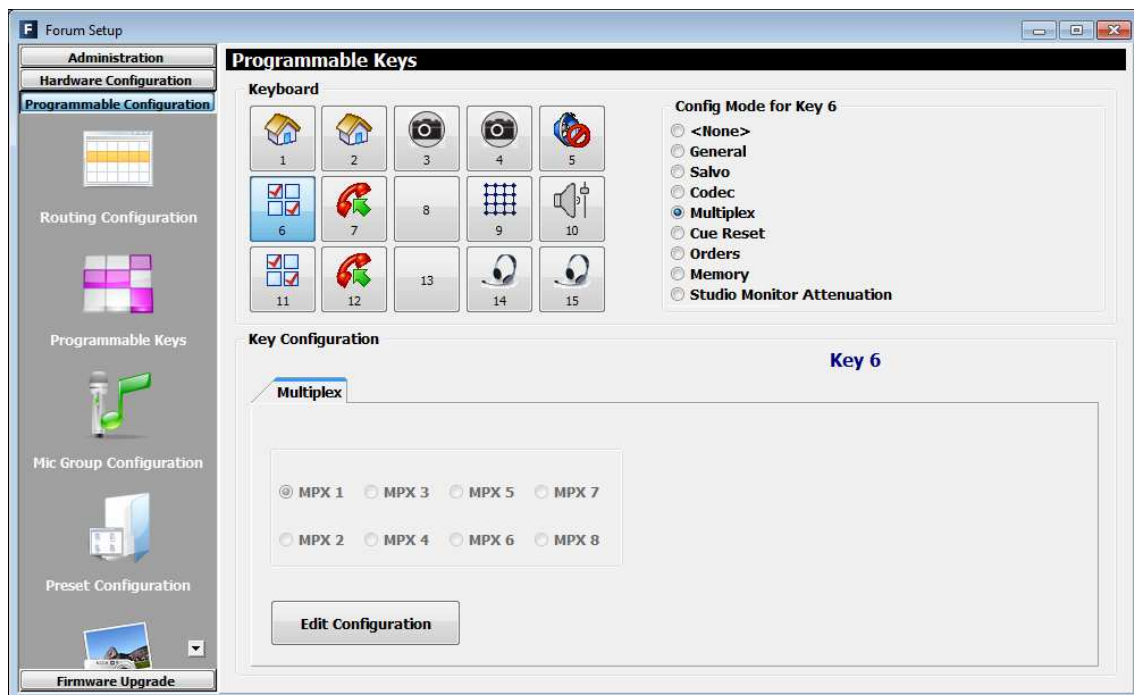 F Forum Setup
Administration
Hardware Configuration
Programmable Configuration
Routing Configuration
Programmable Keys
Mic Group Configuration
Preset Configuration
Firmware Upgrade
Programmable Keys
Keyboard
1 2 3 4 5
6 7 8 9 10
11 12 13 14 15
Config Mode for Key 6
<None>
General
Salvo
Codec
Multiplex
Cue Reset
Orders
Memory
Studio Monitor Attenuation
Key Configuration
Key 6
Multiplex
MPX 1 MPX 3 MPX 5 MPX 7
MPX 2 MPX 4 MPX 6 MPX 8
Edit Configuration